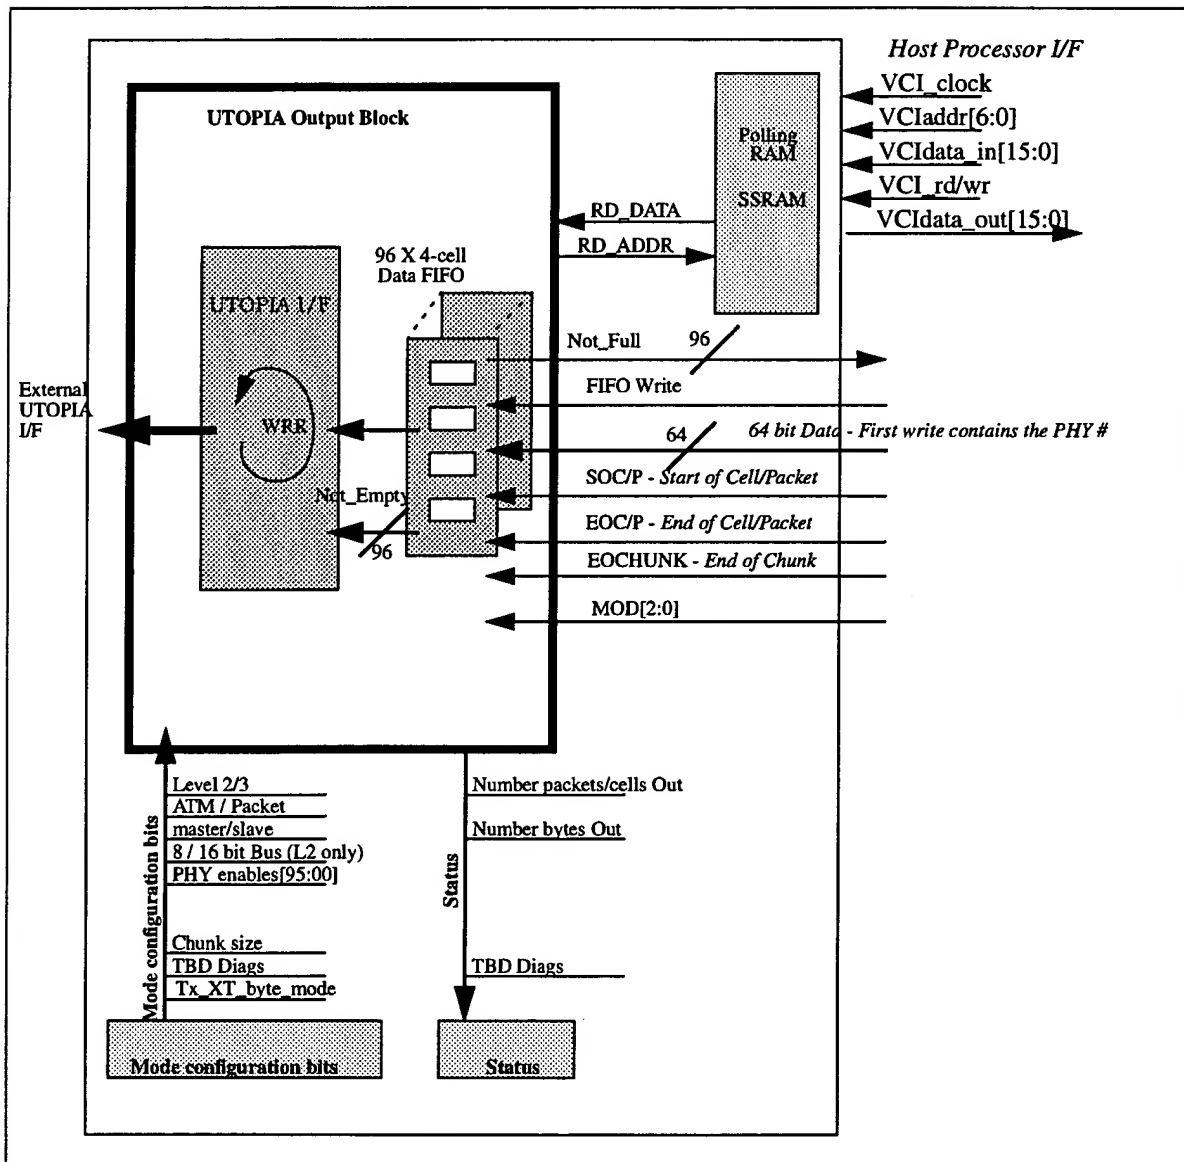 Host Processor I/F
VCI_clock
VCIaddr[6:0]
VCIdata_in[15:0]
VCI_rd/wr
VCIdata_out[15:0]
UTOPIA Output Block
Polling
RAM
SSRAM
RD_DATA
RD_ADDR
96 X 4-cell
Data FIFO
UTOPIA I/F
WRR
External
UTOPIA
I/F
Not_Empty
96
Not_Full
96
FIFO Write
64
64 bit Data - First write contains the PHY #
SOC/P - Start of Cell/Packet
EOC/P - End of Cell/Packet
EOCHUNK - End of Chunk
MOD[2:0]
Mode configuration bits
Level 2/3
ATM / Packet
master/slave
8 / 16 bit Bus (L2 only)
PHY enables[95:00]
Chunk size
TBD Diags
Tx_XT_byte_mode
Mode configuration bits
Status
Number packets/cells Out
Number bytes Out
TBD Diags
Status